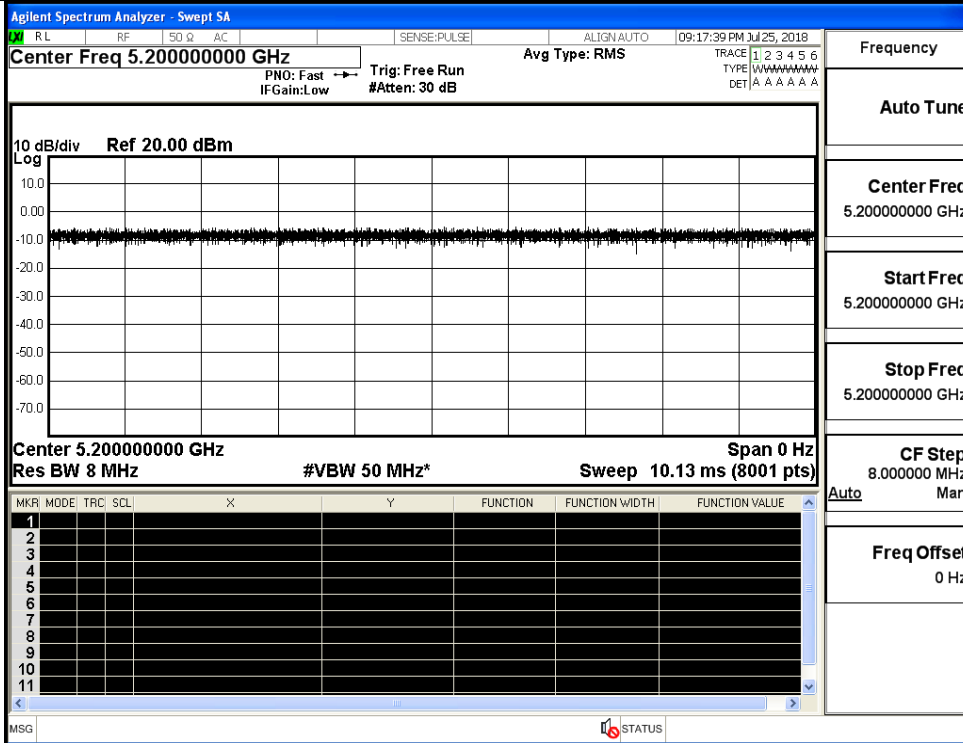 Agilent Spectrum Analyzer - Swept SA
LXI RL RF 50 Ω AC SENSE:PULSE ALIGN AUTO 09:17:39 PM Jul 25, 2018
Center Freq 5.200000000 GHz Avg Type: RMS TRACE 1 2 3 4 5 6
PNO: Fast Trig: Free Run TYPE WWWWWW
IFGain:Low #Atten: 30 dB DET A A A A A A
10 dB/div Ref 20.00 dBm
Log
10.0
0.00
-10.0
-20.0
-30.0
-40.0
-50.0
-60.0
-70.0
Center 5.200000000 GHz Span 0 Hz
Res BW 8 MHz #VBW 50 MHz* Sweep 10.13 ms (8001 pts)
MKR MODE TRC SCL X Y FUNCTION FUNCTION WIDTH FUNCTION VALUE
1
2
3
4
5
6
7
8
9
10
11
MSG STATUS
Frequency
Auto Tune
Center Freq
5.200000000 GHz
Start Freq
5.200000000 GHz
Stop Freq
5.200000000 GHz
CF Step
8.000000 MHz
Auto Man
Freq Offset
0 Hz